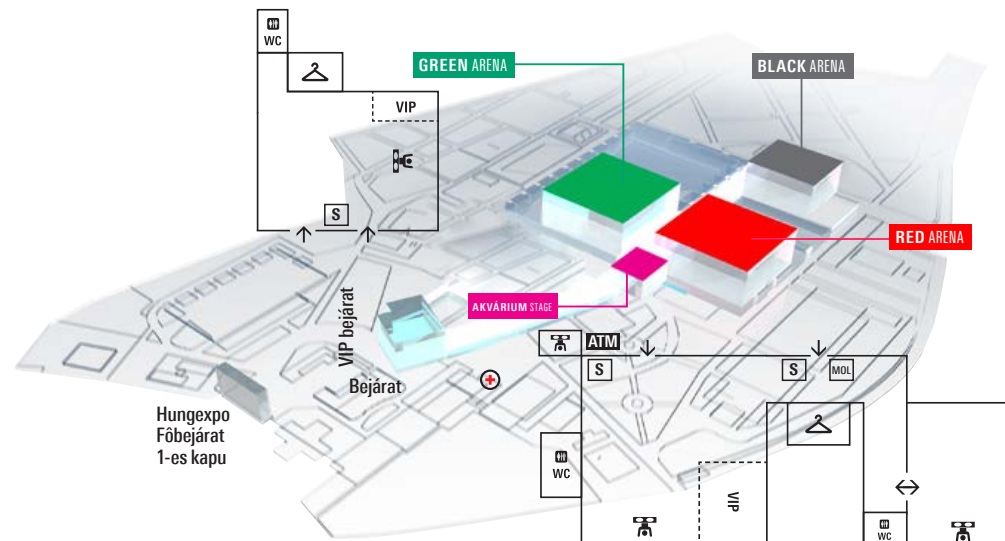 WC
GREEN ARENA
BLACK ARENA
VIP
S
RED ARENA
AKVÁRIUM STAGE
VIP bejárat
ATM
S
S
MOL
Bejárat
Hungexpo
Fôbejárat
1-es kapu
WC
VIP
WC